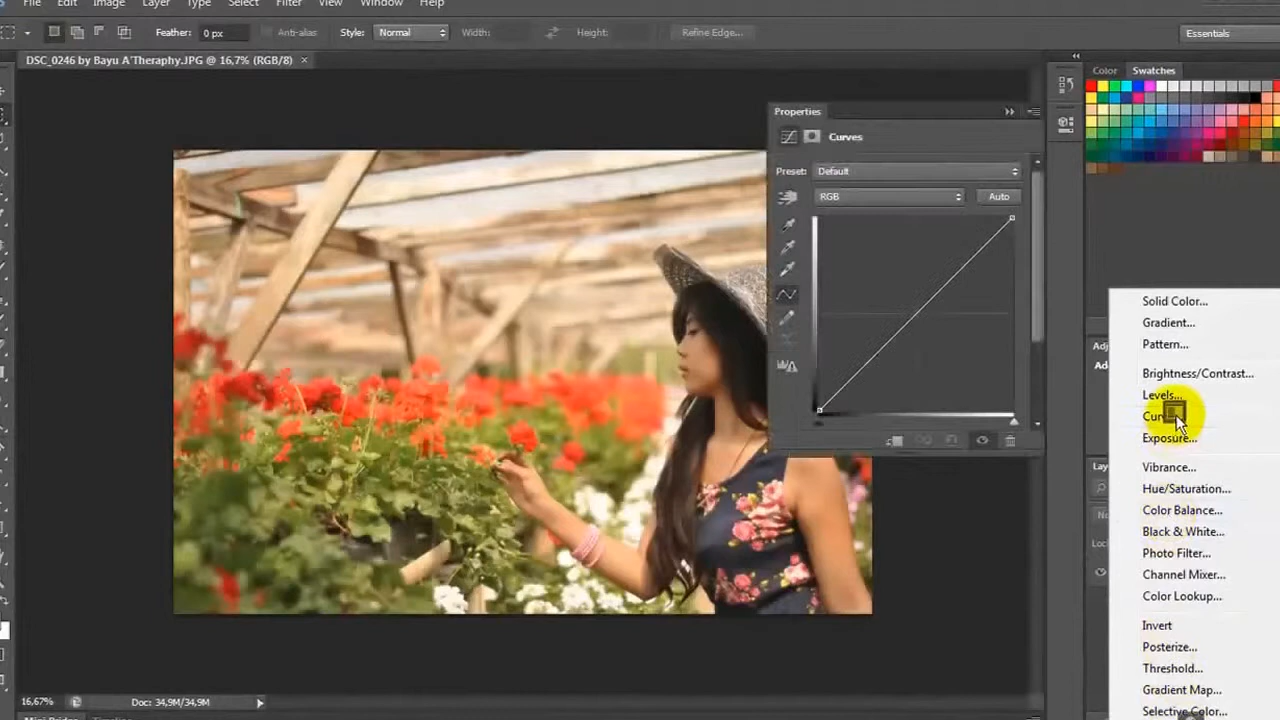 File Edit Image Layer Type Select Filter View Window Help
Feather: 0 px Anti-alias Style: Normal Width: Height: Refine Edge... Essentials
DSC_0246 by Bayu A Theraphy.JPG @ 16,7% (RGB/8) ×
Color Swatches
Properties
Curves
Preset: Default
RGB Auto
Solid Color...
Gradient...
Pattern...
Brightness/Contrast...
Levels...
Exposure...
Vibrance...
Hue/Saturation...
Color Balance...
Black & White...
Photo Filter...
Channel Mixer...
Color Lookup...
Invert
Posterize...
Threshold...
Gradient Map...
Selective Color...
16,67% Doc: 34,9M/34,9M
Mini Bridge Timeline